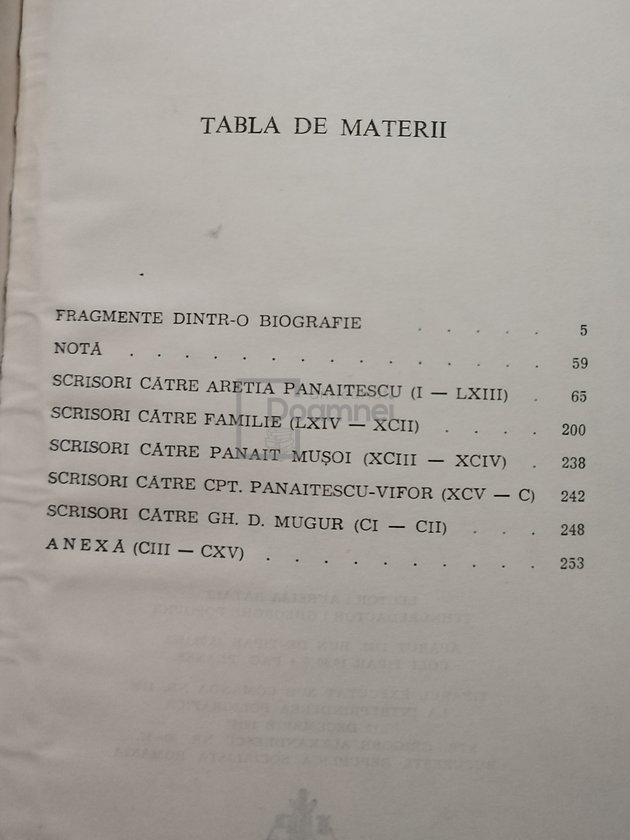 TABLA DE MATERII
FRAGMENTE DINTR-O BIOGRAFIE . . . . . 5
NOTĂ . . . . . . . . . . . . . . . 59
SCRISORI CĂTRE ARETIA PANAITESCU (I — LXIII) . 65
SCRISORI CĂTRE FAMILIE (LXIV — XCII) . . . . 200
SCRISORI CĂTRE PANAIT MUȘOI (XCIII — XCIV) . 238
SCRISORI CĂTRE CPT. PANAITESCU-VIFOR (XCV — C) 242
SCRISORI CĂTRE GH. D. MUGUR (CI — CII) . . . 248
ANEXĂ (CIII — CXV) . . . . . . . . . . 253
Doamnei